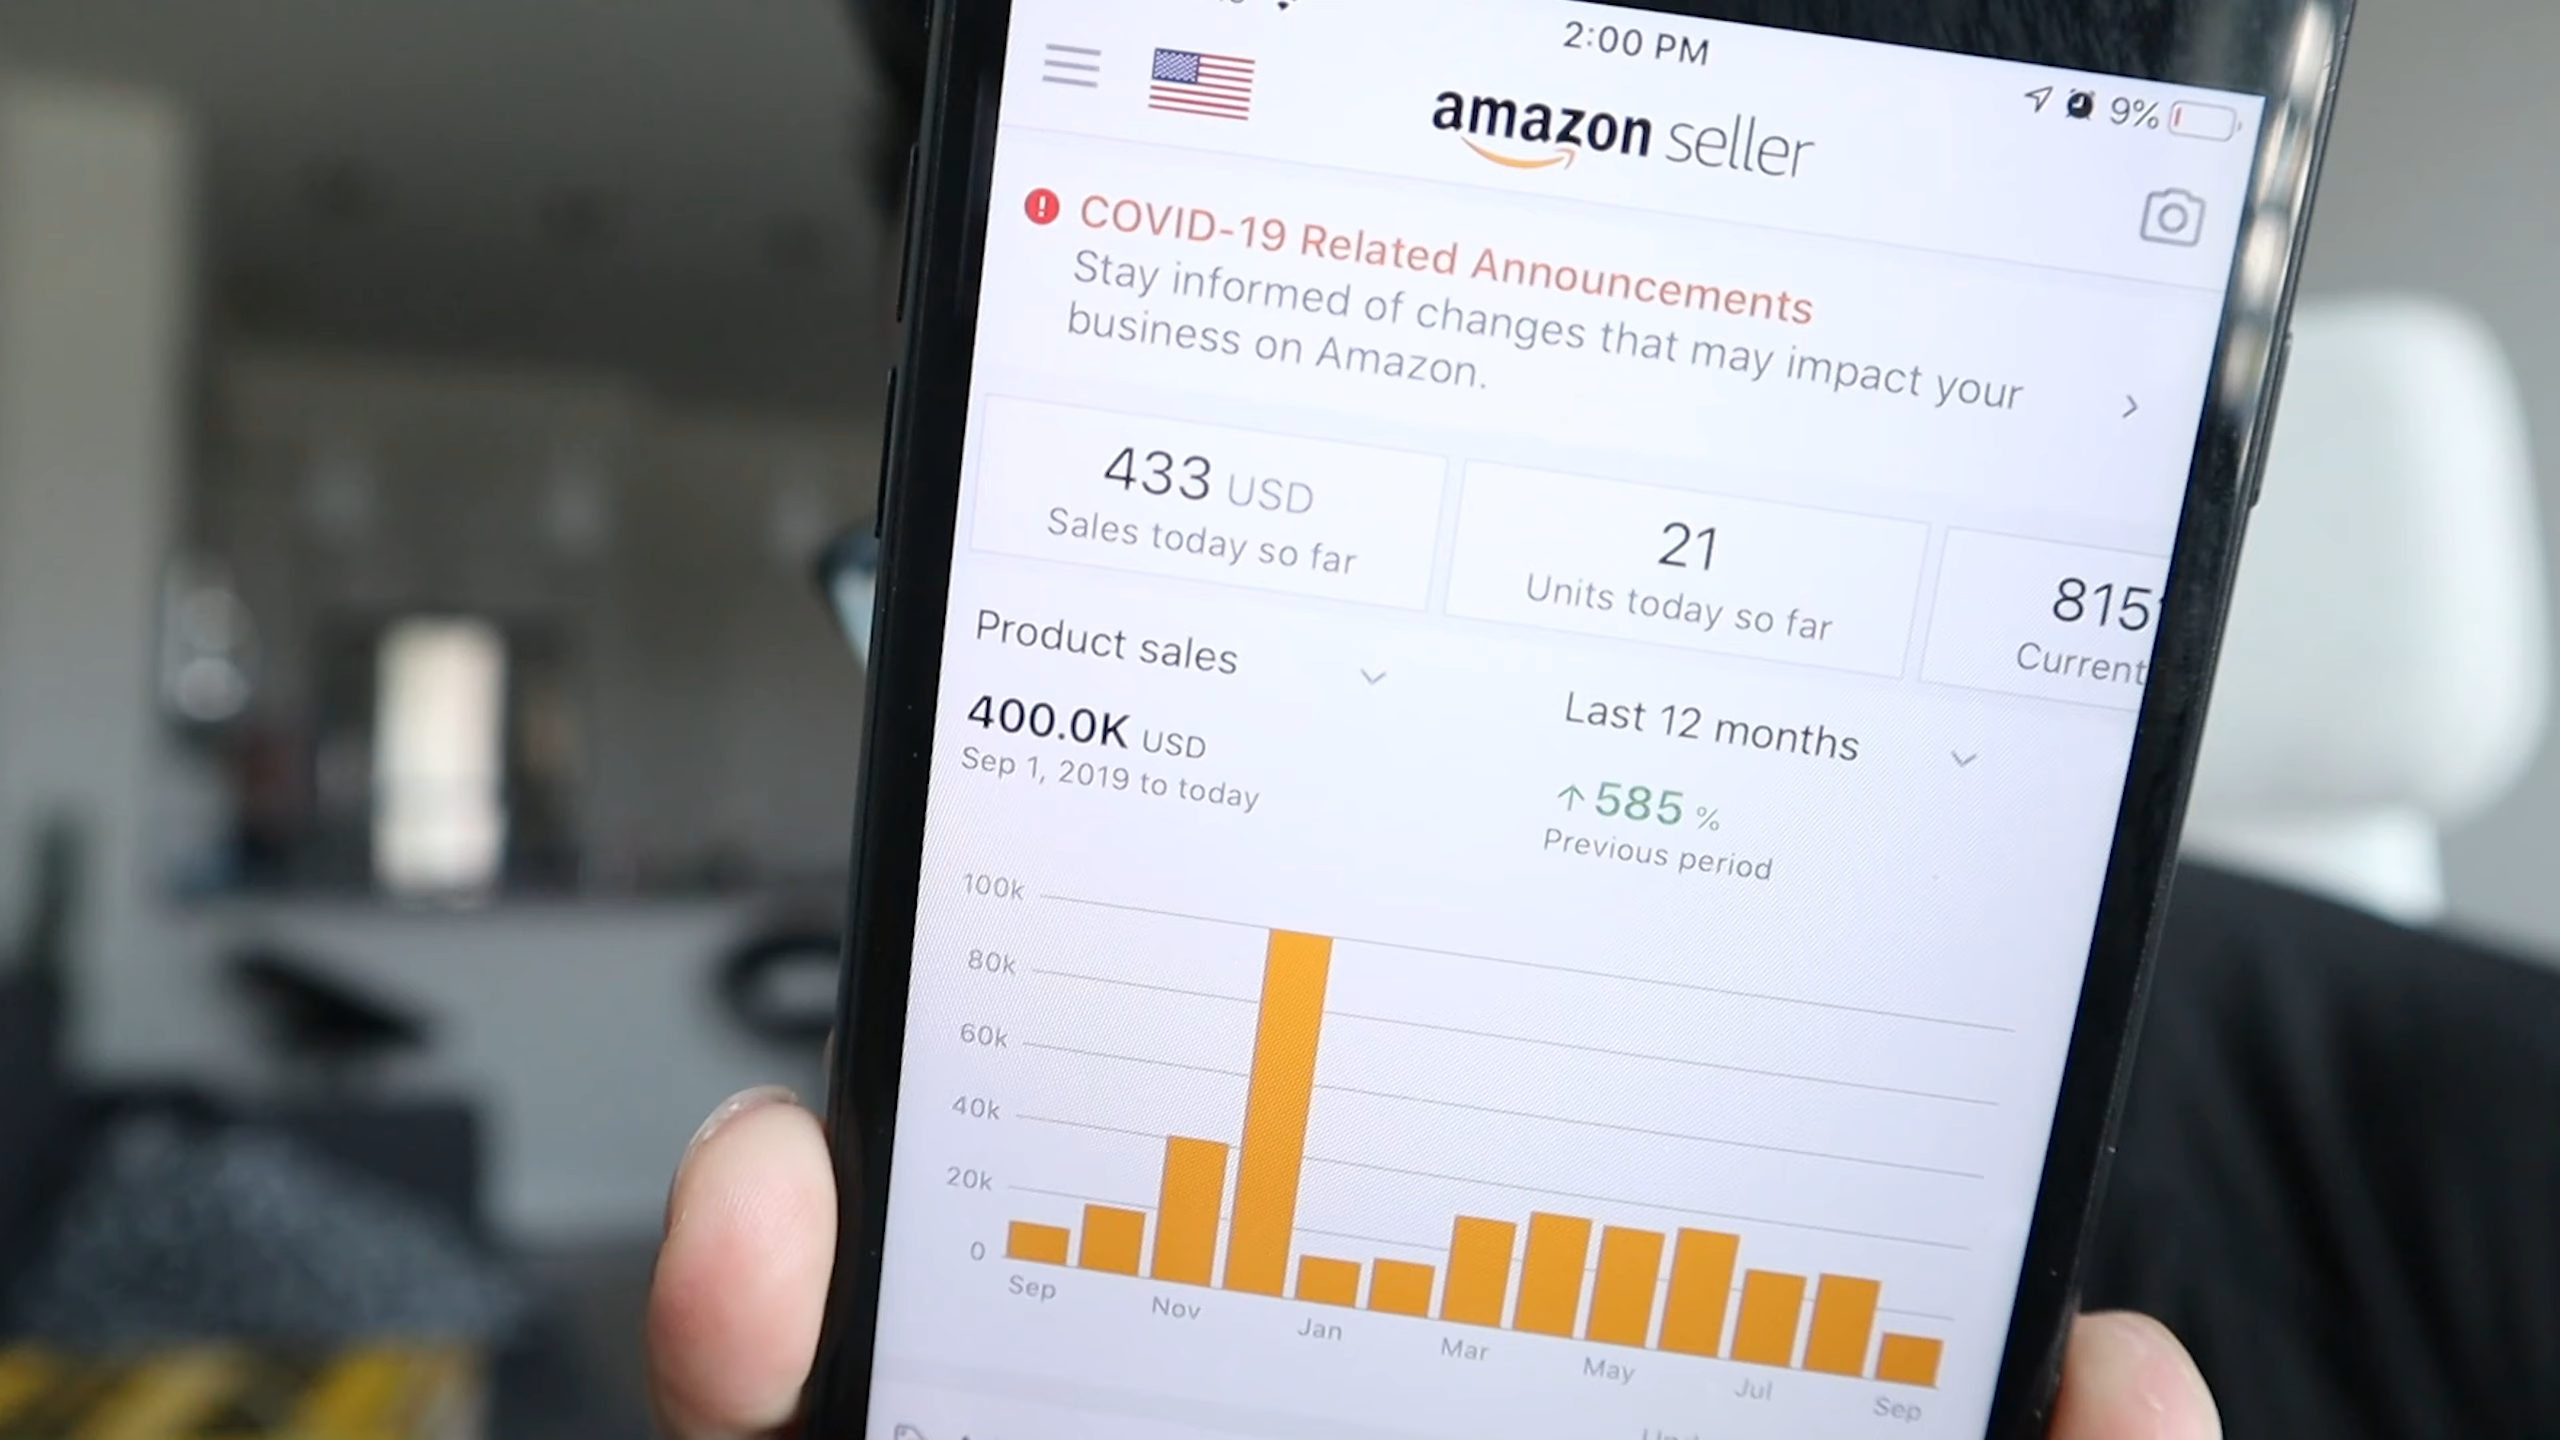 2:00 PM
9%
amazon seller
COVID-19 Related Announcements
Stay informed of changes that may impact your
business on Amazon.
433 USD
Sales today so far
21
Units today so far
815
Current
Product sales
400.0K USD
Sep 1, 2019 to today
Last 12 months
↑585 %
Previous period
100k
80k
60k
40k
20k
0
Sep
Nov
Jan
Mar
May
Jul
Sep